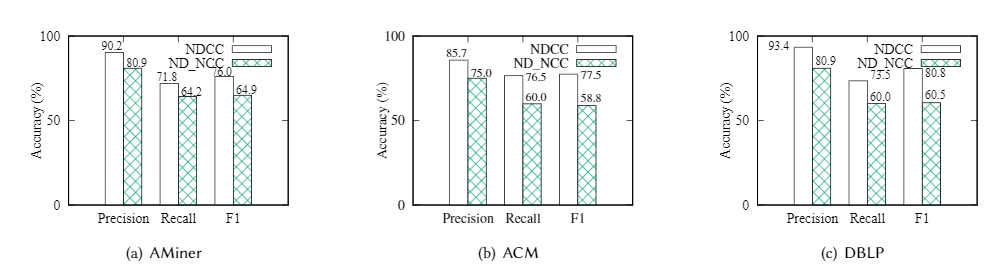 100
50
0
Accuracy (%)
NDCC
ND_NCC
90.2
80.9
71.8
64.2
76.0
64.9
Precision Recall F1
(a) AMiner
100
50
0
Accuracy (%)
NDCC
ND_NCC
85.7
75.0
76.5
60.0
77.5
58.8
Precision Recall F1
(b) ACM
100
50
0
Accuracy (%)
NDCC
ND_NCC
93.4
80.9
73.5
60.0
80.8
60.5
Precision Recall F1
(c) DBLP